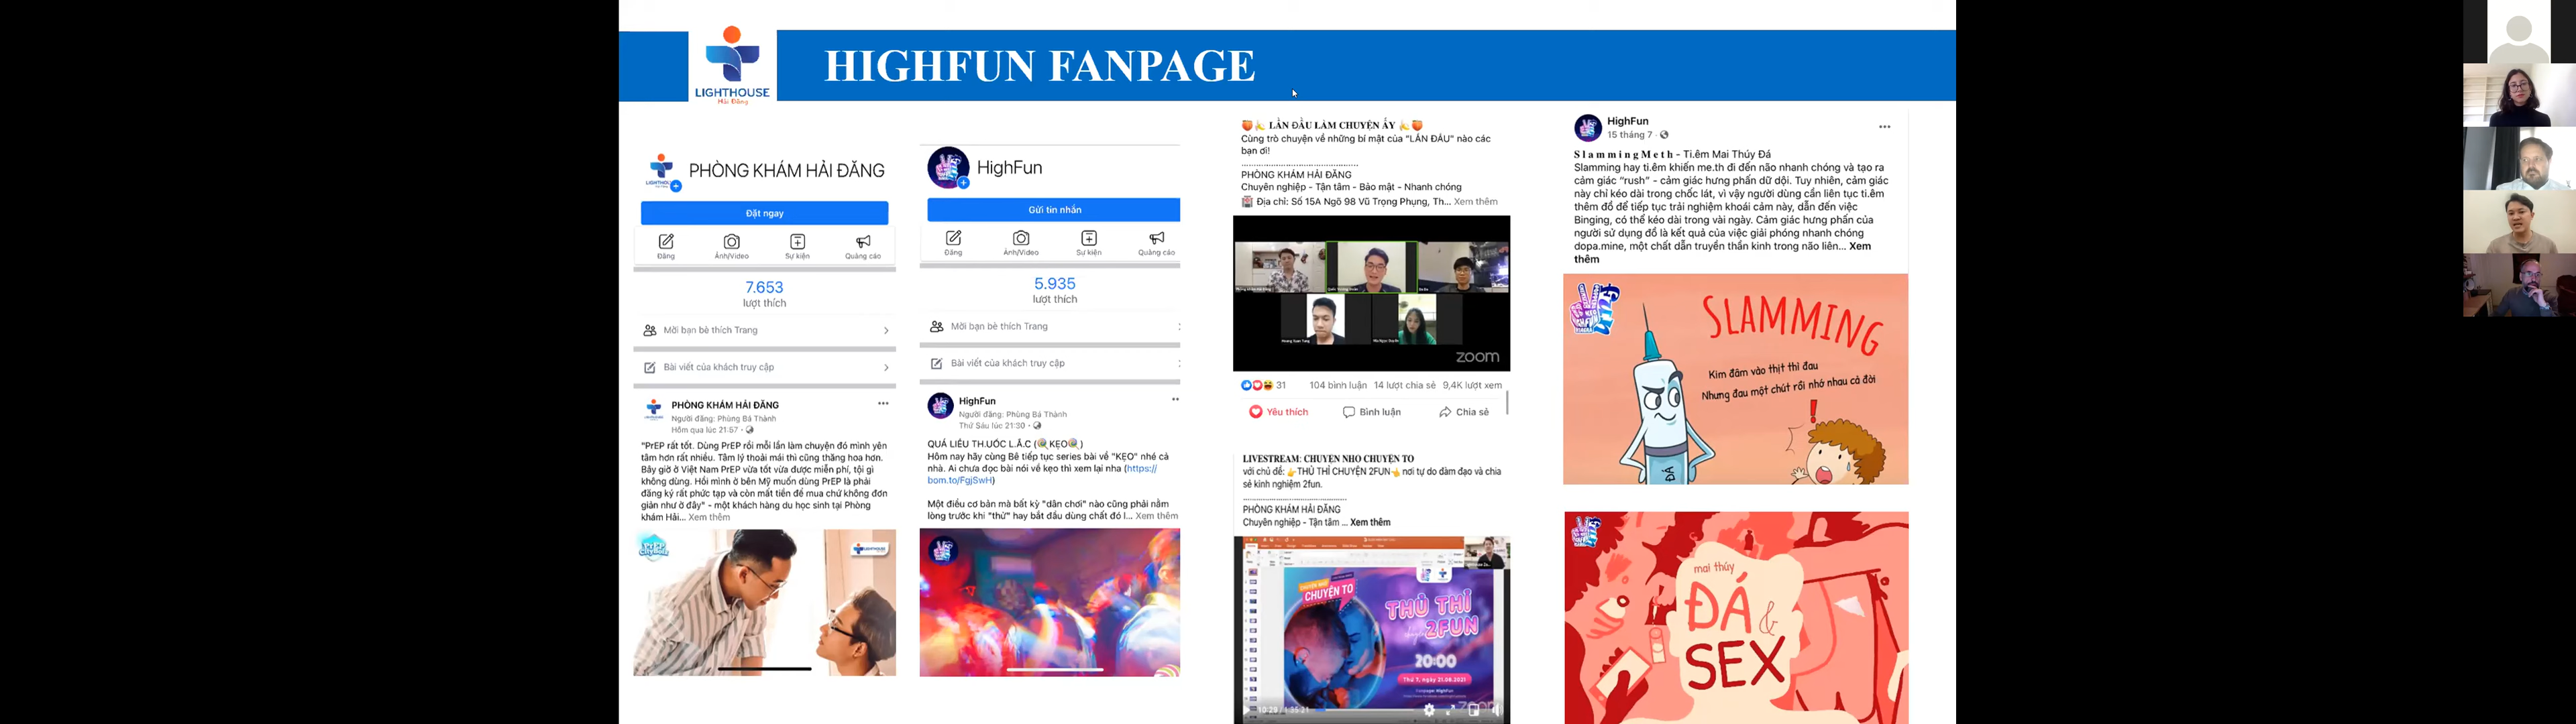 LIGHTHOUSE
Hải Đăng
HIGHFUN FANPAGE
PHÒNG KHÁM HẢI ĐĂNG
Đặt ngay
Đăng
Ảnh/Video
Sự kiện
Quảng cáo
7.653
lượt thích
Mời bạn bè thích Trang
Bài viết của khách truy cập
PHÒNG KHÁM HẢI ĐĂNG
Người đăng: Phùng Bá Thành
Hôm qua lúc 21:57
"PrEP rất tốt. Dùng PrEP rồi mỗi lần làm chuyện đó mình yên
tâm hơn rất nhiều. Tâm lý thoải mái thì cũng thăng hoa hơn.
Bây giờ ở Việt Nam PrEP vừa tốt vừa được miễn phí, tội gì
không dùng. Hồi mình ở bên Mỹ muốn dùng PrEP là phải
đăng ký rất phức tạp và còn mất tiền để mua chứ không đơn
giản như ở đây" - một khách hàng du học sinh tại Phòng
khám Hải... Xem thêm
LIGHTHOUSE
HighFun
Gửi tin nhắn
Đăng
Ảnh/Video
Sự kiện
Quảng cáo
5.935
lượt thích
Mời bạn bè thích Trang
Bài viết của khách truy cập
HighFun
Người đăng: Phùng Bá Thành
Thứ Sáu lúc 21:30
QUÁ LIỀU TH.UỐC L.Ắ.C (🍭KẸO🍭)
Hôm nay hãy cùng Bê tiếp tục series bài về "KẸO" nhé cả
nhà. Ai chưa đọc bài nói về kẹo thì xem lại nha (https://
bom.to/FgjSwH)
Một điều cơ bản mà bất kỳ "dân chơi" nào cũng phải nằm
lòng trước khi "thử" hay bắt đầu dùng chất đó l... Xem thêm
🍑🍌 LẦN ĐẦU LÀM CHUYỆN ẤY 🍌🍑
Cùng trò chuyện về những bí mật của "LẦN ĐẦU" nào các
bạn ơi!
PHÒNG KHÁM HẢI ĐĂNG
Chuyên nghiệp - Tận tâm - Bảo mật - Nhanh chóng
🏥 Địa chỉ: Số 15A Ngõ 98 Vũ Trọng Phụng, Th... Xem thêm
zoom
31
104 bình luận 14 lượt chia sẻ 9,4K lượt xem
Yêu thích
Bình luận
Chia sẻ
LIVESTREAM: CHUYỆN NHỎ CHUYỆN TO
với chủ đề: 👉THỦ THỈ CHUYỆN 2FUN👈 nơi tự do đàm đạo và chia
sẻ kinh nghiệm 2fun.
PHÒNG KHÁM HẢI ĐĂNG
Chuyên nghiệp - Tận tâm ... Xem thêm
CHUYỆN TO
THỦ THỈ
2FUN
20:00
Thứ 7, ngày 21.08.2021
10:29 / 1:35:21
HighFun
15 tháng 7
SlammingMeth - Ti.êm Mai Thúy Đá
Slamming hay ti.êm khiến me.th đi đến não nhanh chóng và tạo ra
cảm giác "rush" - cảm giác hưng phấn dữ dội. Tuy nhiên, cảm giác
này chỉ kéo dài trong chốc lát, vì vậy người dùng cần liên tục ti.êm
thêm đồ để tiếp tục trải nghiệm khoái cảm này, dẫn đến việc
Binging, có thể kéo dài trong vài ngày. Cảm giác hưng phấn của
người sử dụng đồ là kết quả của việc giải phóng nhanh chóng
dopa.mine, một chất dẫn truyền thần kinh trong não liên... Xem
thêm
SLAMMING
Kim đâm vào thịt thì đau
Nhưng đau một chút rồi nhớ nhau cả đời
ĐÁ
mai thúy
ĐÁ &
SEX